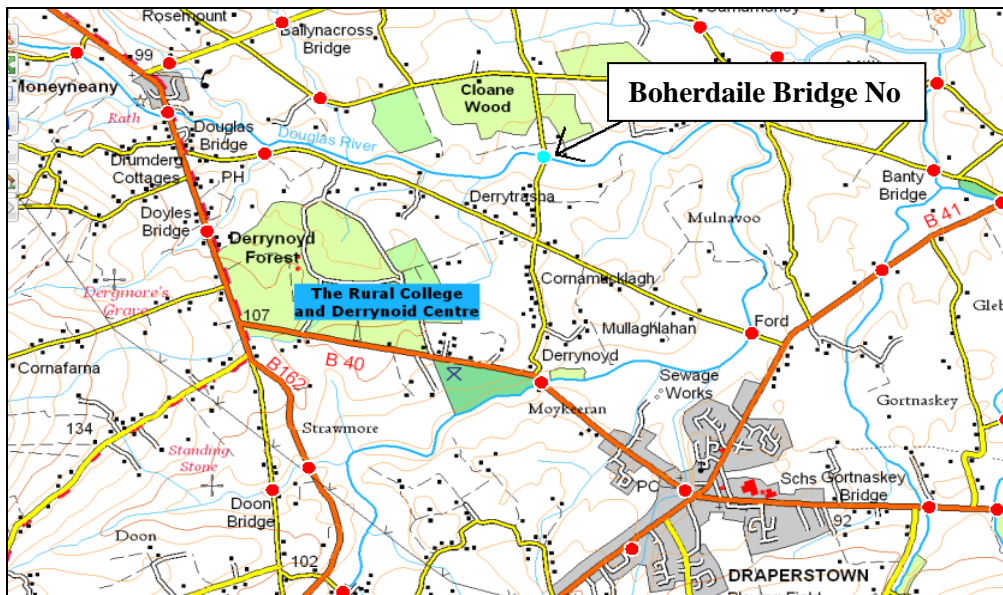 Rosemount
Ballynacross
Bridge
99
Moneyneany
Cloane
Wood
Boherdaile Bridge No
Rath
Douglas
Bridge
Douglas River
Drumderg
Cottages
PH
Banty
Bridge
Derrytrasna
Mulnavoo
B 41
Doyles
Bridge
Derrynoyd
Forest
Cornamucklagh
Dergmore's
Grave
The Rural College
and Derrynoid Centre
Gleb
107
Mullaghlahan
Ford
Derrynoyd
B 40
Cornafarna
B162
Sewage
Works
Moykeeran
Gortnaskey
134
Strawmore
Standing
Stone
PO
Schs
Gortnaskey
Bridge
Doon
Bridge
92
Doon
102
DRAPERSTOWN